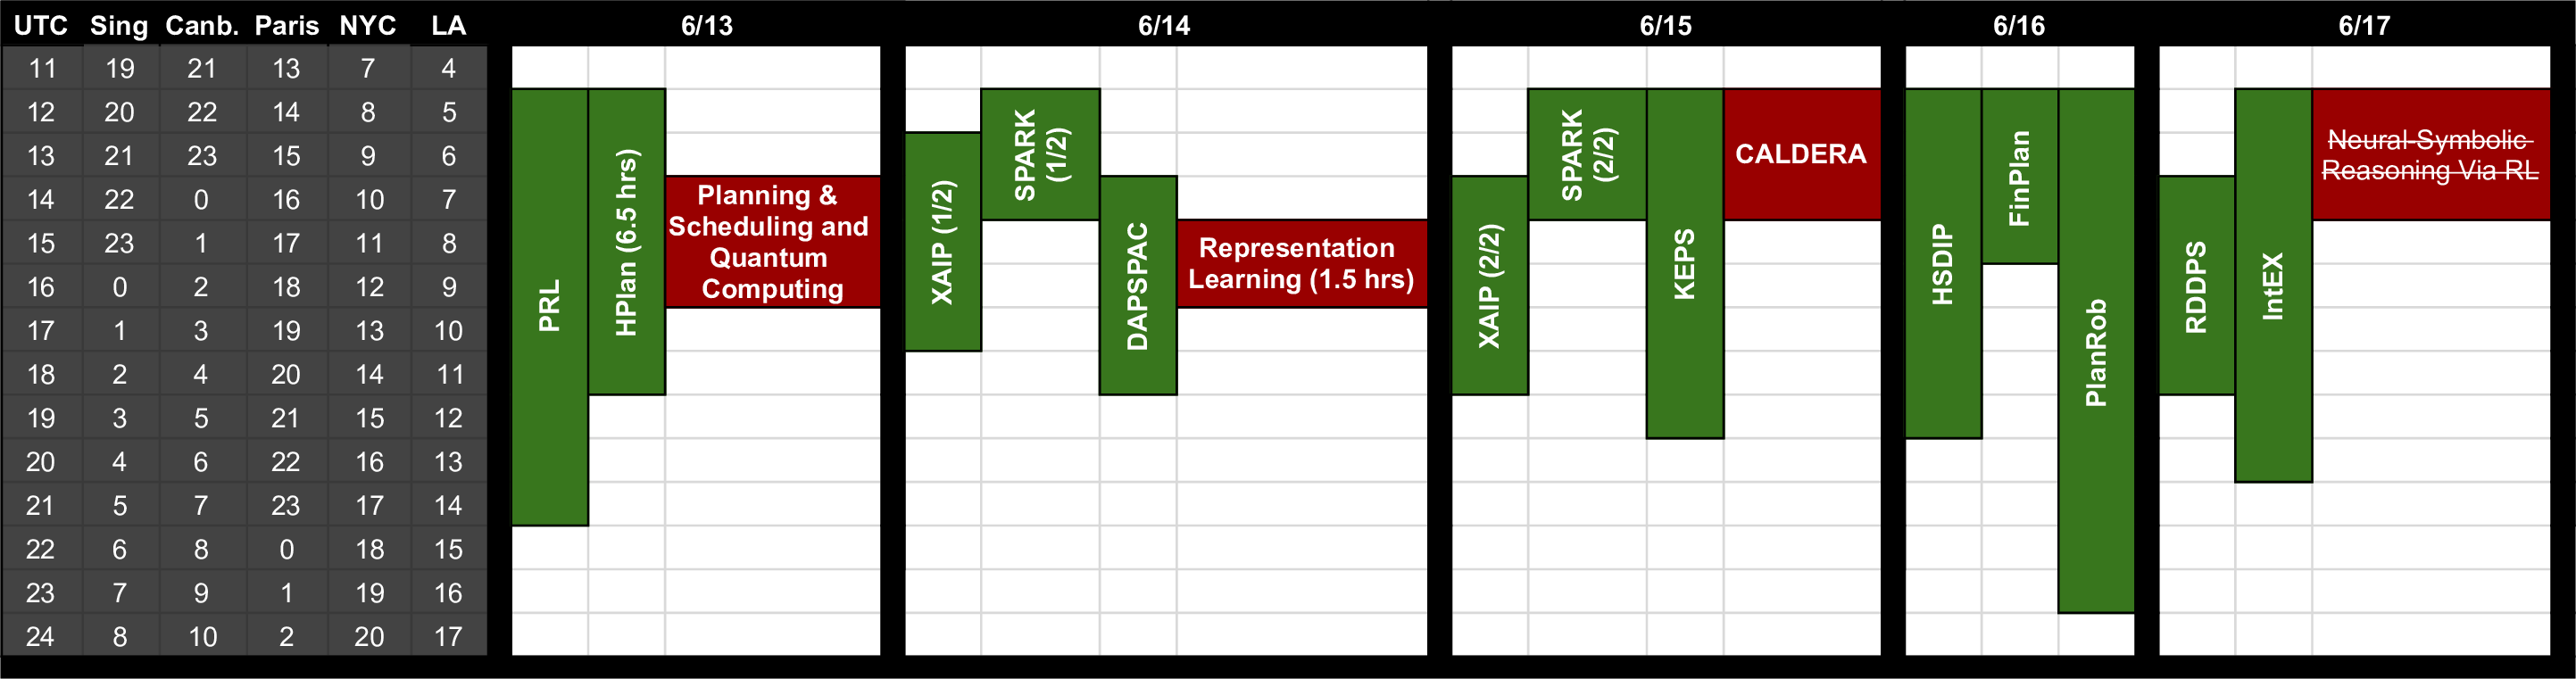 UTC Sing Canb. Paris NYC LA 6/13 6/14 6/15 6/16 6/17
11 19 21 13 7 4
12 20 22 14 8 5
13 21 23 15 9 6
14 22 0 16 10 7
15 23 1 17 11 8
16 0 2 18 12 9
17 1 3 19 13 10
18 2 4 20 14 11
19 3 5 21 15 12
20 4 6 22 16 13
21 5 7 23 17 14
22 6 8 0 18 15
23 7 9 1 19 16
24 8 10 2 20 17
PRL
HPlan (6.5 hrs)
Planning &
Scheduling and
Quantum
Computing
XAIP (1/2)
SPARK
(1/2)
DAPSPAC
Representation
Learning (1.5 hrs)
XAIP (2/2)
SPARK
(2/2)
KEPS
CALDERA
HSDIP
FinPlan
PlanRob
RDDPS
IntEX
Neural-Symbolic
Reasoning Via RL